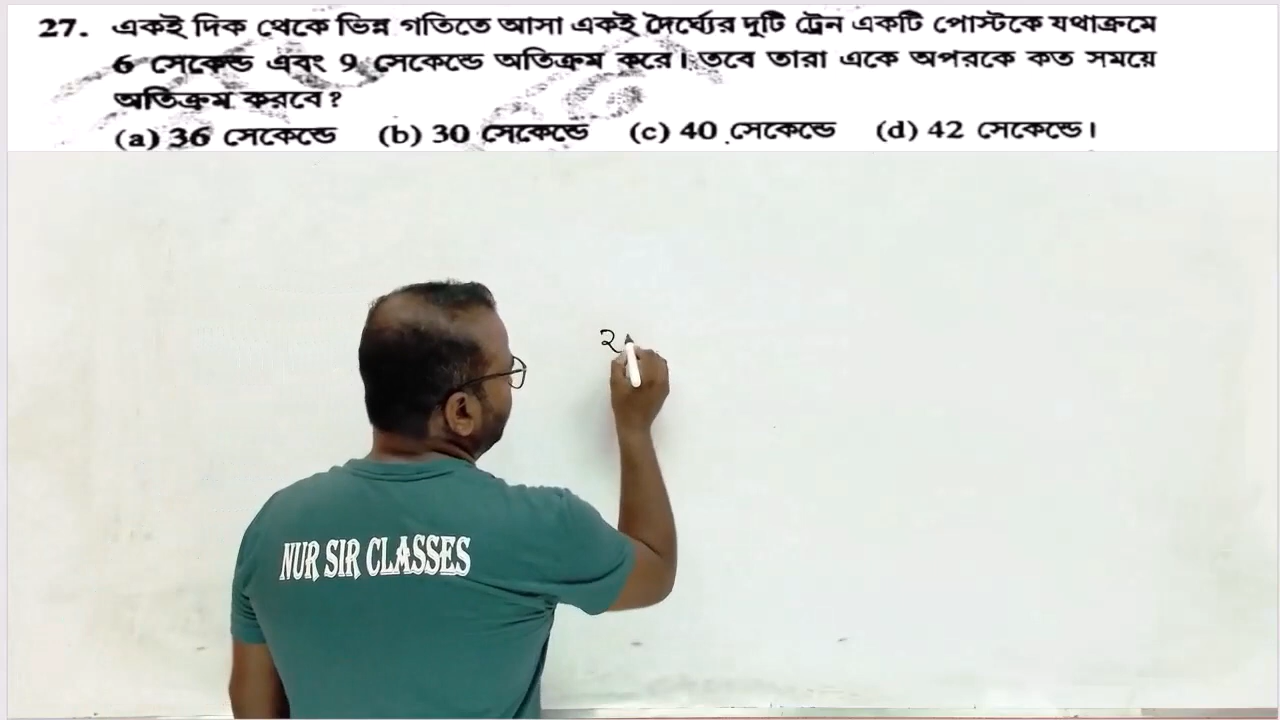 27. একই দিক থেকে ভিন্ন গতিতে আসা একই দৈর্ঘ্যের দুটি ট্রেন একটি পোস্টকে যথাক্রমে
6 সেকেন্ড এবং 9 সেকেন্ডে অতিক্রম করে। তবে তারা একে অপরকে কত সময়ে
অতিক্রম করবে?
(a) 36 সেকেন্ডে (b) 30 সেকেন্ডে (c) 40 সেকেন্ডে (d) 42 সেকেন্ডে।
২
NUR SIR CLASSES